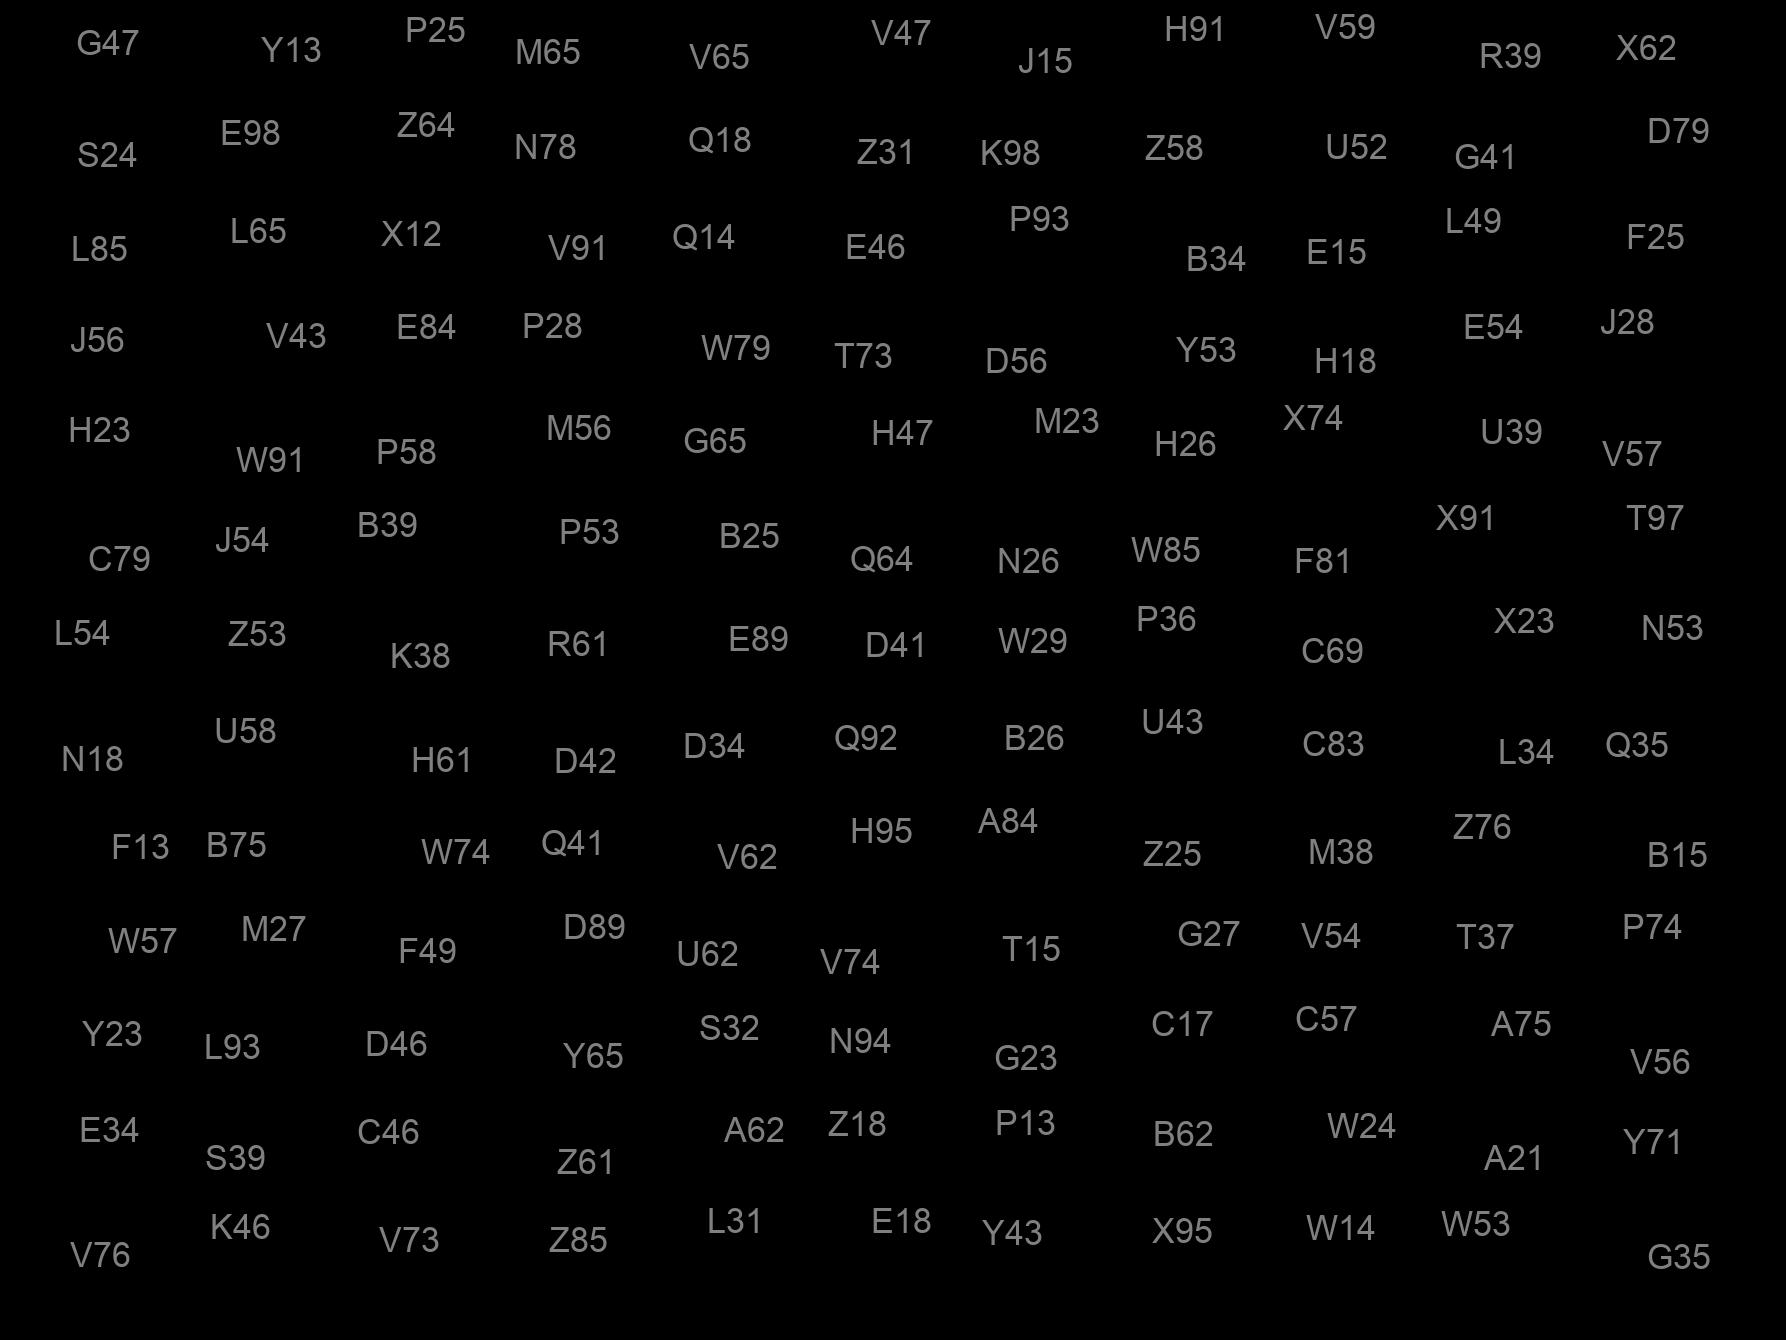 G47 Y13 P25 M65 V65 V47 J15 H91 V59 R39 X62
S24 E98 Z64 N78 Q18 Z31 K98 Z58 U52 G41 D79
L85 L65 X12 V91 Q14 E46 P93 B34 E15 L49 F25
J56 V43 E84 P28 W79 T73 D56 Y53 H18 E54 J28
H23 W91 P58 M56 G65 H47 M23 H26 X74 U39 V57
C79 J54 B39 P53 B25 Q64 N26 W85 F81 X91 T97
L54 Z53 K38 R61 E89 D41 W29 P36 C69 X23 N53
N18 U58 H61 D42 D34 Q92 B26 U43 C83 L34 Q35
F13 B75 W74 Q41 V62 H95 A84 Z25 M38 Z76 B15
W57 M27 F49 D89 U62 V74 T15 G27 V54 T37 P74
Y23 L93 D46 Y65 S32 N94 G23 C17 C57 A75 V56
E34 S39 C46 Z61 A62 Z18 P13 B62 W24 A21 Y71
V76 K46 V73 Z85 L31 E18 Y43 X95 W14 W53 G35